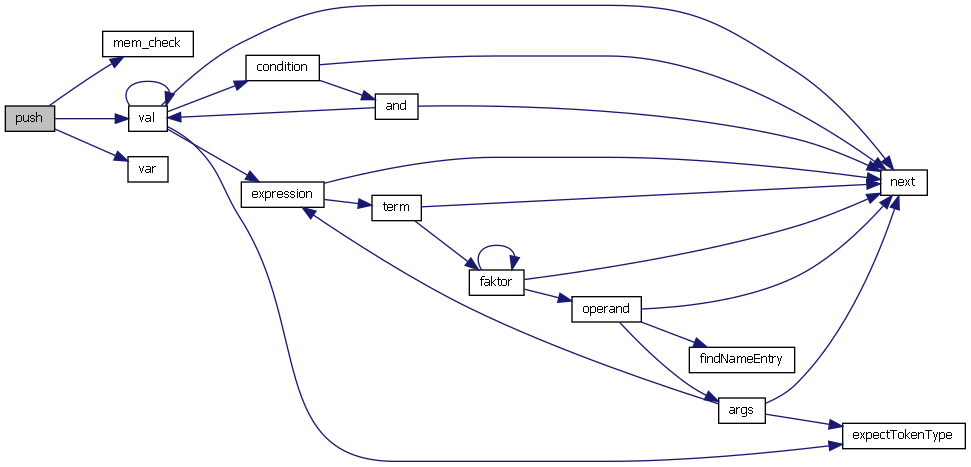 mem_check
condition
and
push
val
var
next
expression
term
faktor
operand
findNameEntry
args
expectTokenType